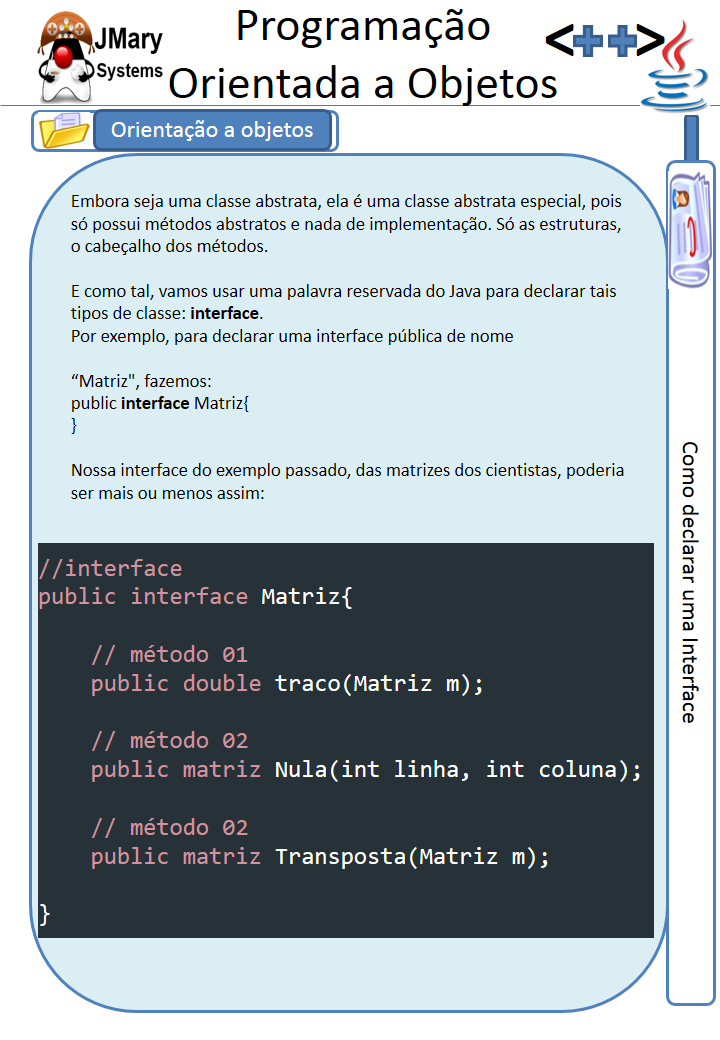 JMary
Systems
Programação
Orientada a Objetos
<++>
Orientação a objetos
Embora seja uma classe abstrata, ela é uma classe abstrata especial, pois
só possui métodos abstratos e nada de implementação. Só as estruturas,
o cabeçalho dos métodos.
E como tal, vamos usar uma palavra reservada do Java para declarar tais
tipos de classe: interface.
Por exemplo, para declarar uma interface pública de nome
“Matriz", fazemos:
public interface Matriz{
}
Nossa interface do exemplo passado, das matrizes dos cientistas, poderia
ser mais ou menos assim:
//interface
public interface Matriz{
// método 01
public double traco(Matriz m);
// método 02
public matriz Nula(int linha, int coluna);
// método 02
public matriz Transposta(Matriz m);
}
Como declarar uma Interface